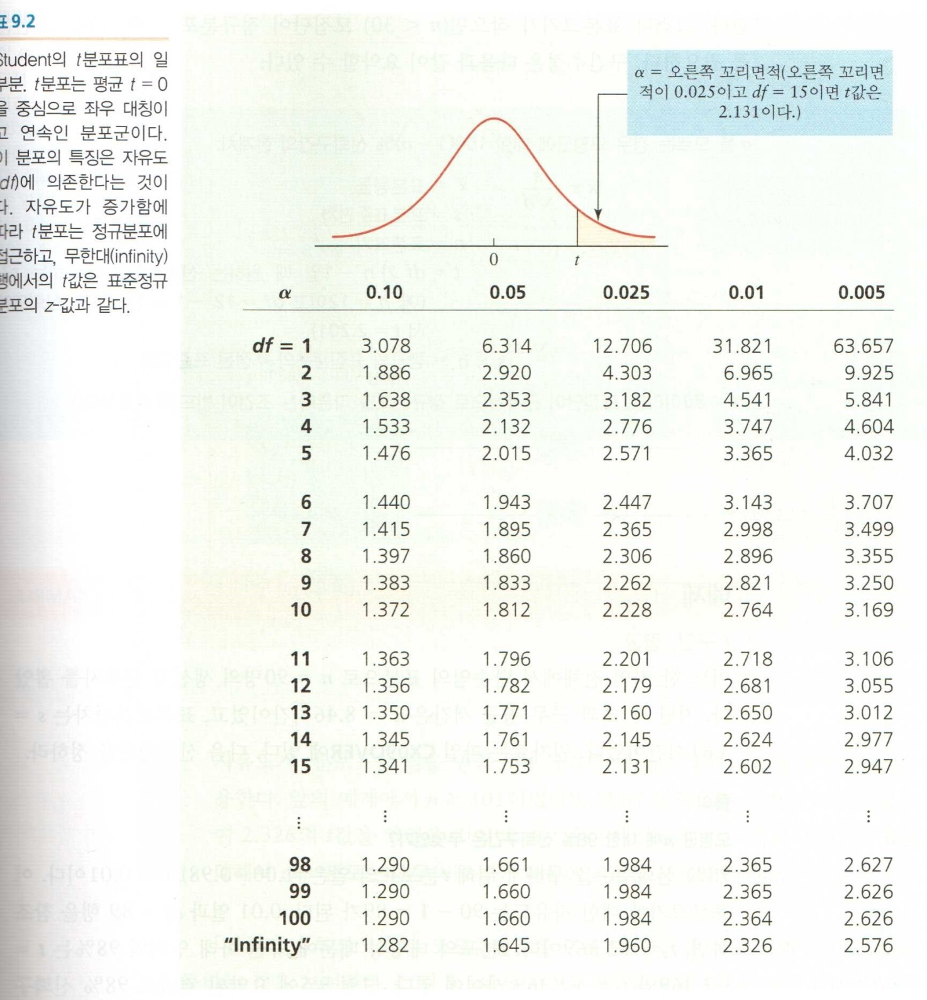 표 9.2
Student의 t분포표의 일
부분. t분포는 평균 t = 0
을 중심으로 좌우 대칭이
고 연속인 분포군이다.
이 분포의 특징은 자유도
(df)에 의존한다는 것이
다. 자유도가 증가함에
따라 t분포는 정규분포에
접근하고, 무한대(infinity)
행에서의 t값은 표준정규
분포의 z-값과 같다.
α = 오른쪽 꼬리면적(오른쪽 꼬리면
적이 0.025이고 df = 15이면 t값은
2.131이다.)
0 t
α 0.10 0.05 0.025 0.01 0.005
df = 1 3.078 6.314 12.706 31.821 63.657
2 1.886 2.920 4.303 6.965 9.925
3 1.638 2.353 3.182 4.541 5.841
4 1.533 2.132 2.776 3.747 4.604
5 1.476 2.015 2.571 3.365 4.032
6 1.440 1.943 2.447 3.143 3.707
7 1.415 1.895 2.365 2.998 3.499
8 1.397 1.860 2.306 2.896 3.355
9 1.383 1.833 2.262 2.821 3.250
10 1.372 1.812 2.228 2.764 3.169
11 1.363 1.796 2.201 2.718 3.106
12 1.356 1.782 2.179 2.681 3.055
13 1.350 1.771 2.160 2.650 3.012
14 1.345 1.761 2.145 2.624 2.977
15 1.341 1.753 2.131 2.602 2.947
⋮ ⋮ ⋮ ⋮ ⋮ ⋮
98 1.290 1.661 1.984 2.365 2.627
99 1.290 1.660 1.984 2.365 2.626
100 1.290 1.660 1.984 2.364 2.626
“Infinity” 1.282 1.645 1.960 2.326 2.576